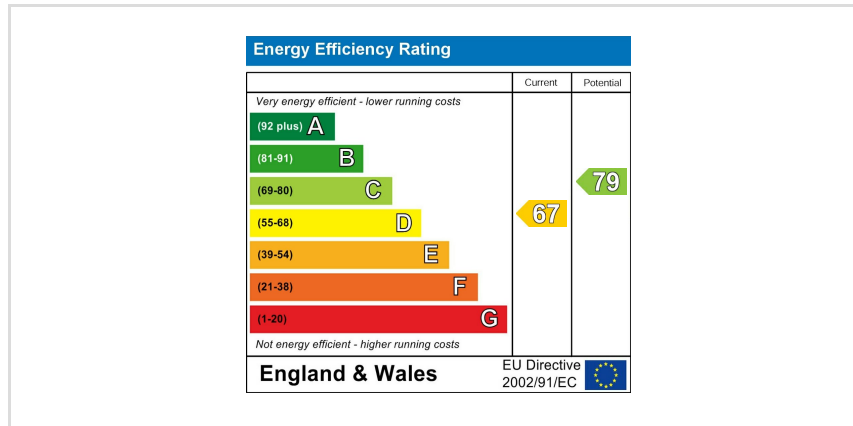 Energy Efficiency Rating
Current Potential
Very energy efficient - lower running costs
(92 plus) A
(81-91) B
(69-80) C
79
(55-68) D
67
(39-54) E
(21-38) F
(1-20) G
Not energy efficient - higher running costs
England & Wales
EU Directive
2002/91/EC